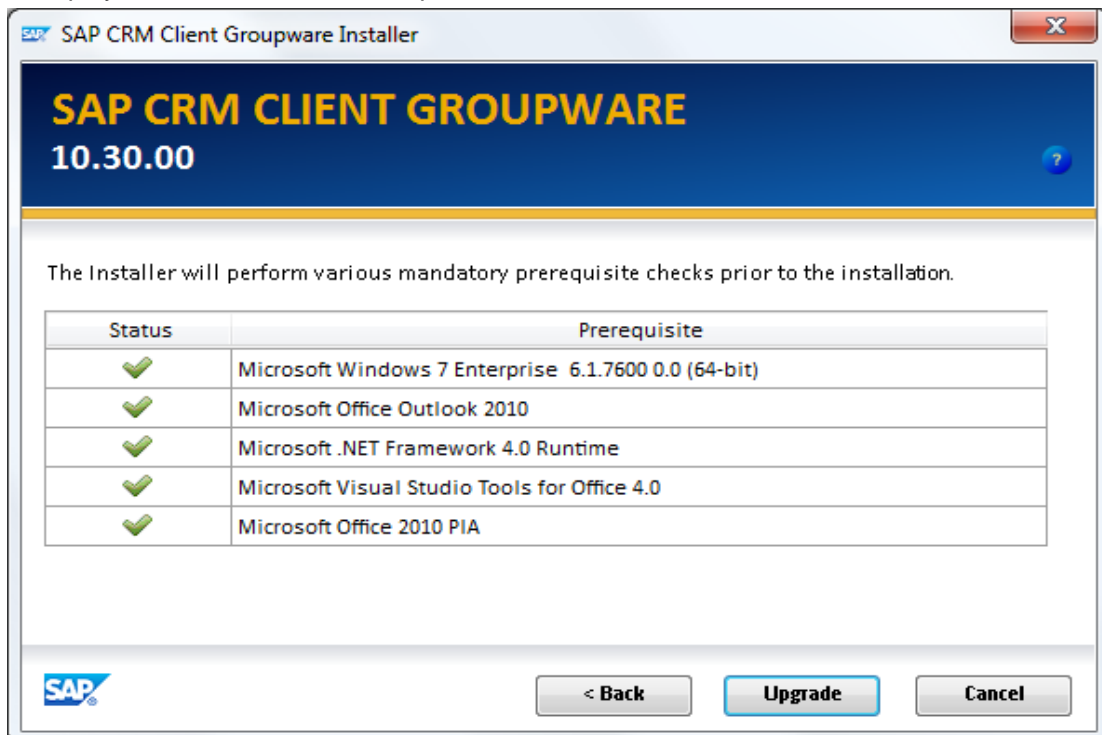 SAP CRM Client Groupware Installer
SAP CRM CLIENT GROUPWARE
10.30.00
?
The Installer will perform various mandatory prerequisite checks prior to the installation.
Status Prerequisite
Microsoft Windows 7 Enterprise 6.1.7600 0.0 (64-bit)
Microsoft Office Outlook 2010
Microsoft .NET Framework 4.0 Runtime
Microsoft Visual Studio Tools for Office 4.0
Microsoft Office 2010 PIA
SAP® < Back Upgrade Cancel